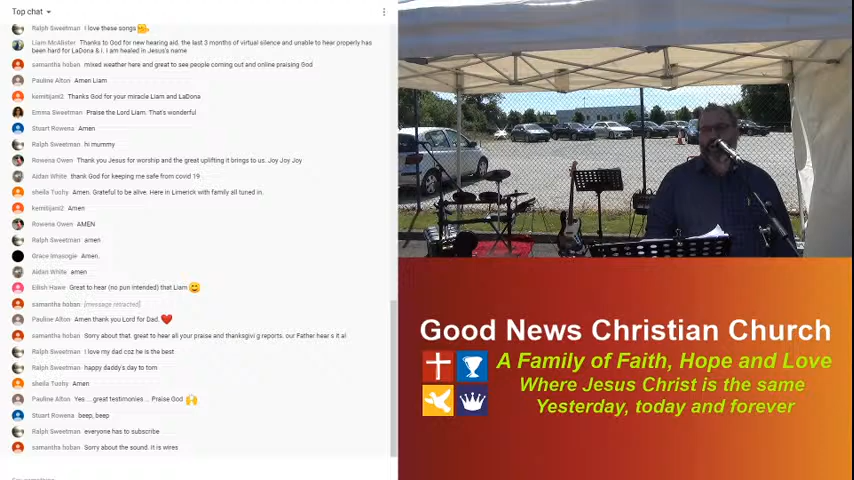 Top chat
Ralph Sweetman I love these songs
Liam McAlister Thanks to God for new hearing aid. the last 3 months of virtual silence and unable to hear properly has
been hard for LaDona & I. I am healed in Jesus's name
samantha hoban mixed weather here and great to see people coming out and online praising God
Pauline Alton Amen Liam
kemitijani2 Thanks God for your miracle Liam and LaDona
Emma Sweetman Praise the Lord Liam. That's wonderful
Stuart Rowena Amen
Ralph Sweetman hi mummy
Rowena Owen Thank you Jesus for worship and the great uplifting it brings to us. Joy Joy Joy
Aidan White thank God for keeping me safe from covid 19
sheila Tuohy Amen. Grateful to be alive. Here in Limerick with family all tuned in.
kemitijani2 Amen
Rowena Owen AMEN
Ralph Sweetman amen
Grace Imasogie Amen.
Aidan White amen
Eilish Hawe Great to hear (no pun intended) that Liam 😊
samantha hoban [message retracted]
Pauline Alton Amen thank you Lord for Dad. ❤️
samantha hoban Sorry about that. great to hear all your praise and thanksgivi g reports. our Father hear s it al
Ralph Sweetman I love my dad coz he is the best
Ralph Sweetman happy daddy's day to tom
sheila Tuohy Amen
Pauline Alton Yes ... great testimonies ... Praise God 🙌
Stuart Rowena beep, beep
Ralph Sweetman everyone has to subscribe
samantha hoban Sorry about the sound. It is wires
Good News Christian Church
A Family of Faith, Hope and Love
Where Jesus Christ is the same
Yesterday, today and forever